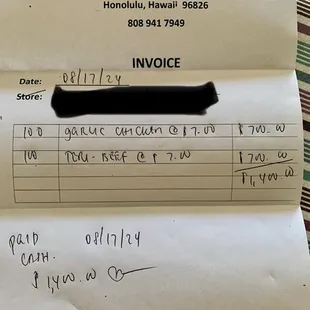 Honolulu, Hawaii 96826
808 941 7949
INVOICE
Date: 08/17/24
Store:
100 GARLIC CHICKEN @ $7.00 $700.00
100 TERI-BEEF @ $7.00 $700.00
$1,400.00
PAID 08/17/24
CASH.
$1,400.00